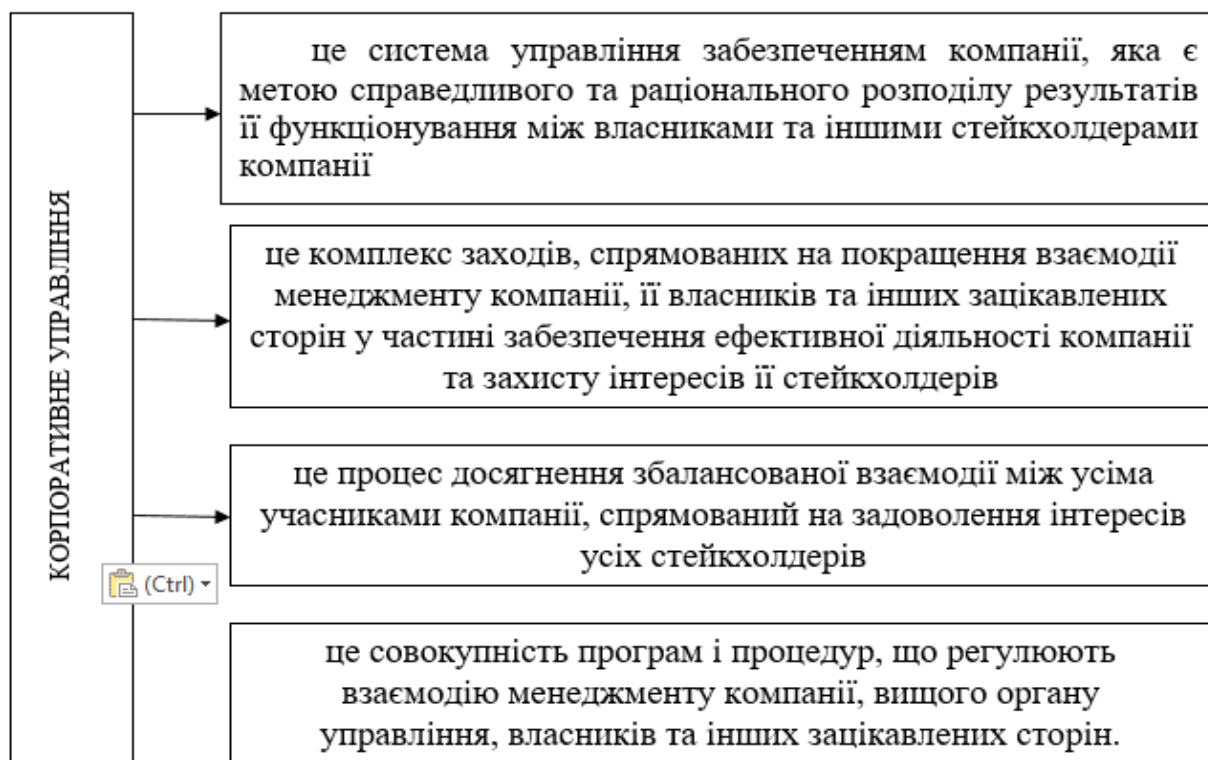 КОРПОРАТИВНЕ УПРАВЛІННЯ
це система управління забезпеченням компанії, яка є
метою справедливого та раціонального розподілу результатів
її функціонування між власниками та іншими стейкхолдерами
компанії
це комплекс заходів, спрямованих на покращення взаємодії
менеджменту компанії, її власників та інших зацікавлених
сторін у частині забезпечення ефективної діяльності компанії
та захисту інтересів її стейкхолдерів
це процес досягнення збалансованої взаємодії між усіма
учасниками компанії, спрямований на задоволення інтересів
усіх стейкхолдерів
(Ctrl)
це совокупність програм і процедур, що регулюють
взаємодію менеджменту компанії, вищого органу
управління, власників та інших зацікавлених сторін.